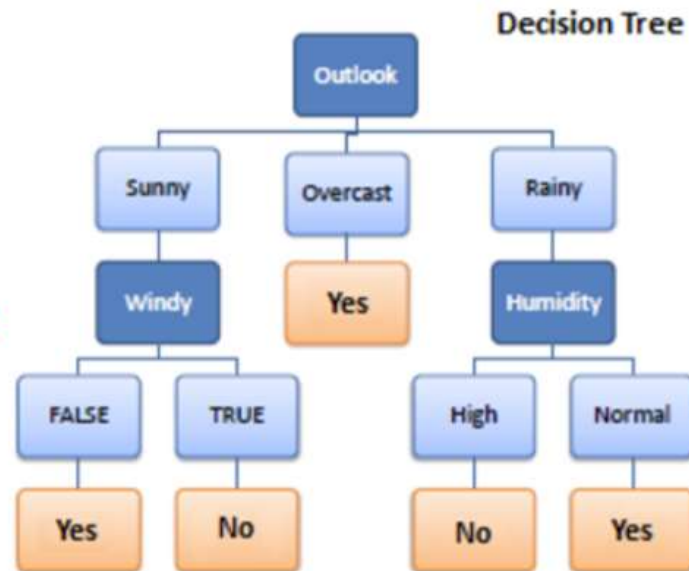 Decision Tree
Outlook
Sunny
Overcast
Rainy
Windy
Yes
Humidity
FALSE
TRUE
High
Normal
Yes
No
No
Yes